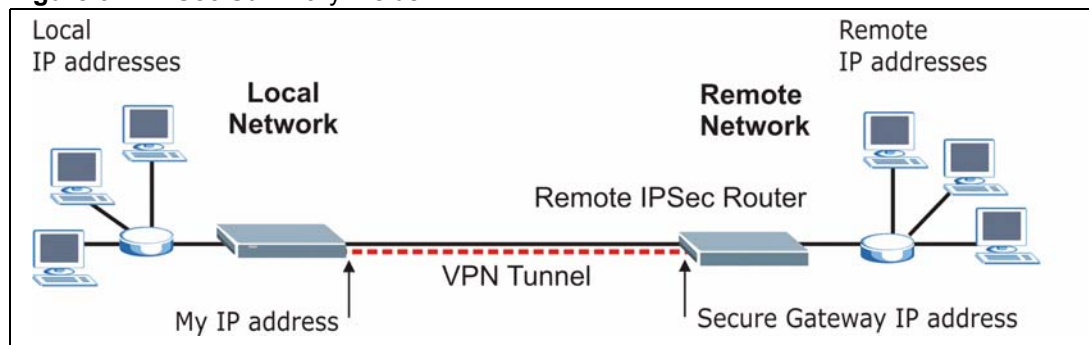 Local
IP addresses
Remote
IP addresses
Local
Network
Remote
Network
Remote IPSec Router
VPN Tunnel
My IP address
Secure Gateway IP address